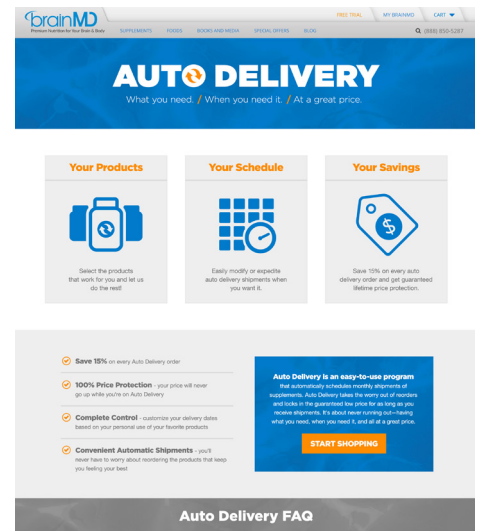 brainMD
Premium Nutrition for Your Brain & Body
FREE TRIAL MY BRAINMD CART
SUPPLEMENTS FOODS BOOKS AND MEDIA SPECIAL OFFERS BLOG
(888) 850-5287
AUTO DELIVERY
What you need. / When you need it. / At a great price.
Your Products
Select the products
that work for you and let us
do the rest!
Your Schedule
Easily modify or expedite
auto delivery shipments when
you want it.
Your Savings
$
Save 15% on every auto
delivery order and get guaranteed
lifetime price protection.
Save 15% on every Auto Delivery order
100% Price Protection - your price will never
go up while you're on Auto Delivery
Complete Control - customize your delivery dates
based on your personal use of your favorite products
Convenient Automatic Shipments - you'll
never have to worry about reordering the products that keep
you feeling your best
Auto Delivery is an easy-to-use program
that automatically schedules monthly shipments of
supplements. Auto Delivery takes the worry out of reorders
and locks in the guaranteed low price for as long as you
receive shipments. It's about never running out—having
what you need, when you need it, and all at a great price.
START SHOPPING
Auto Delivery FAQ